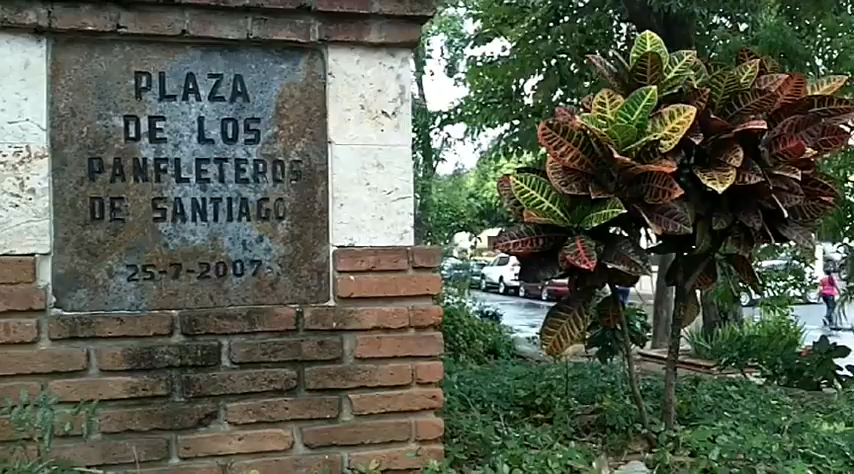 PLAZA
DE LOS
PANFLETEROS
DE SANTIAGO
25-7-2007